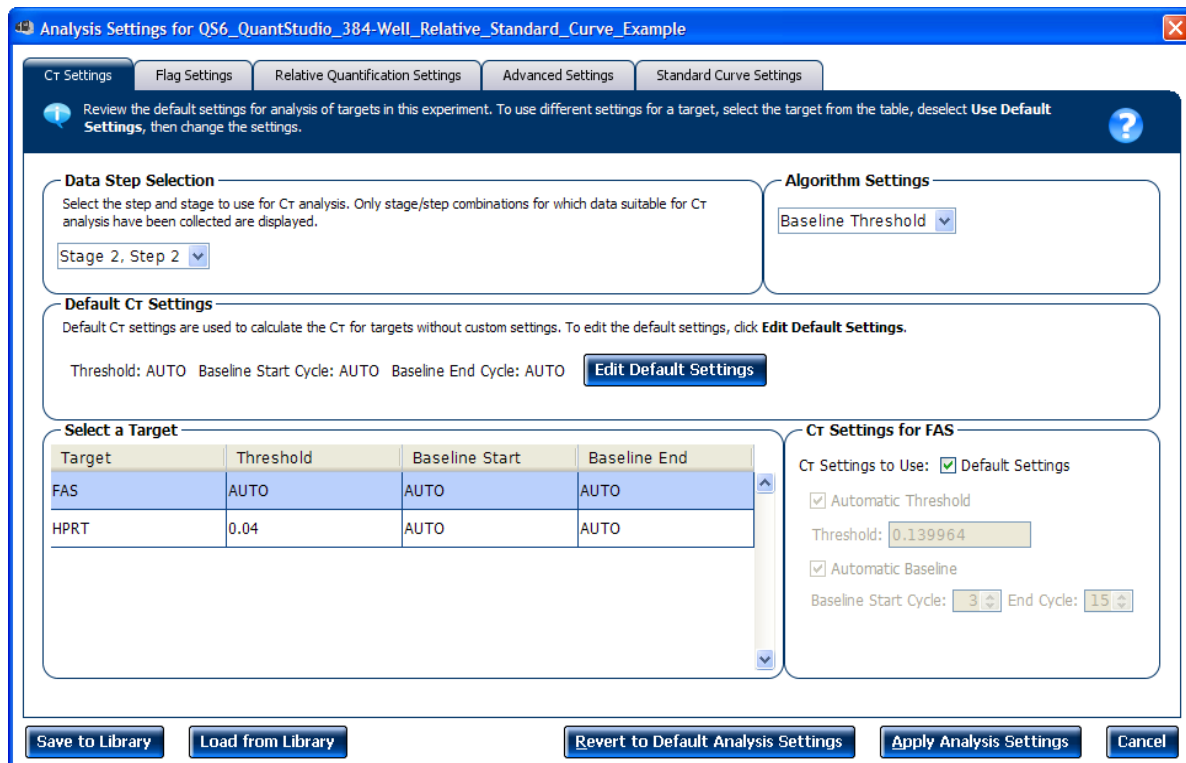 Analysis Settings for QS6_QuantStudio_384-Well_Relative_Standard_Curve_Example
CT Settings
Flag Settings
Relative Quantification Settings
Advanced Settings
Standard Curve Settings
Review the default settings for analysis of targets in this experiment. To use different settings for a target, select the target from the table, deselect Use Default
Settings, then change the settings.
?
Data Step Selection
Select the step and stage to use for CT analysis. Only stage/step combinations for which data suitable for CT
analysis have been collected are displayed.
Stage 2, Step 2
Algorithm Settings
Baseline Threshold
Default CT Settings
Default CT settings are used to calculate the CT for targets without custom settings. To edit the default settings, click Edit Default Settings.
Threshold: AUTO Baseline Start Cycle: AUTO Baseline End Cycle: AUTO Edit Default Settings
Select a Target
Target Threshold Baseline Start Baseline End
FAS AUTO AUTO AUTO
HPRT 0.04 AUTO AUTO
CT Settings for FAS
CT Settings to Use: Default Settings
Automatic Threshold
Threshold: 0.139964
Automatic Baseline
Baseline Start Cycle: 3 End Cycle: 15
Save to Library
Load from Library
Revert to Default Analysis Settings
Apply Analysis Settings
Cancel